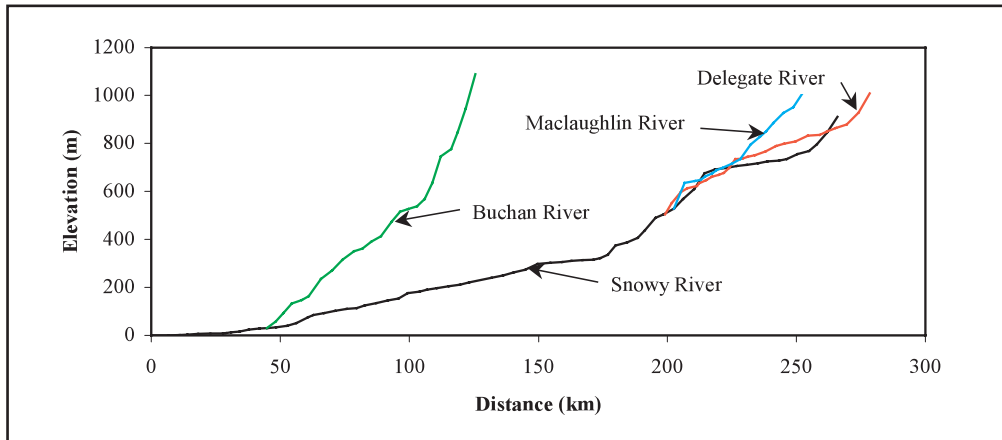 1200
1000
800
600
400
200
0
Elevation (m)
Delegate River
Maclaughlin River
Buchan River
Snowy River
0 50 100 150 200 250 300
Distance (km)